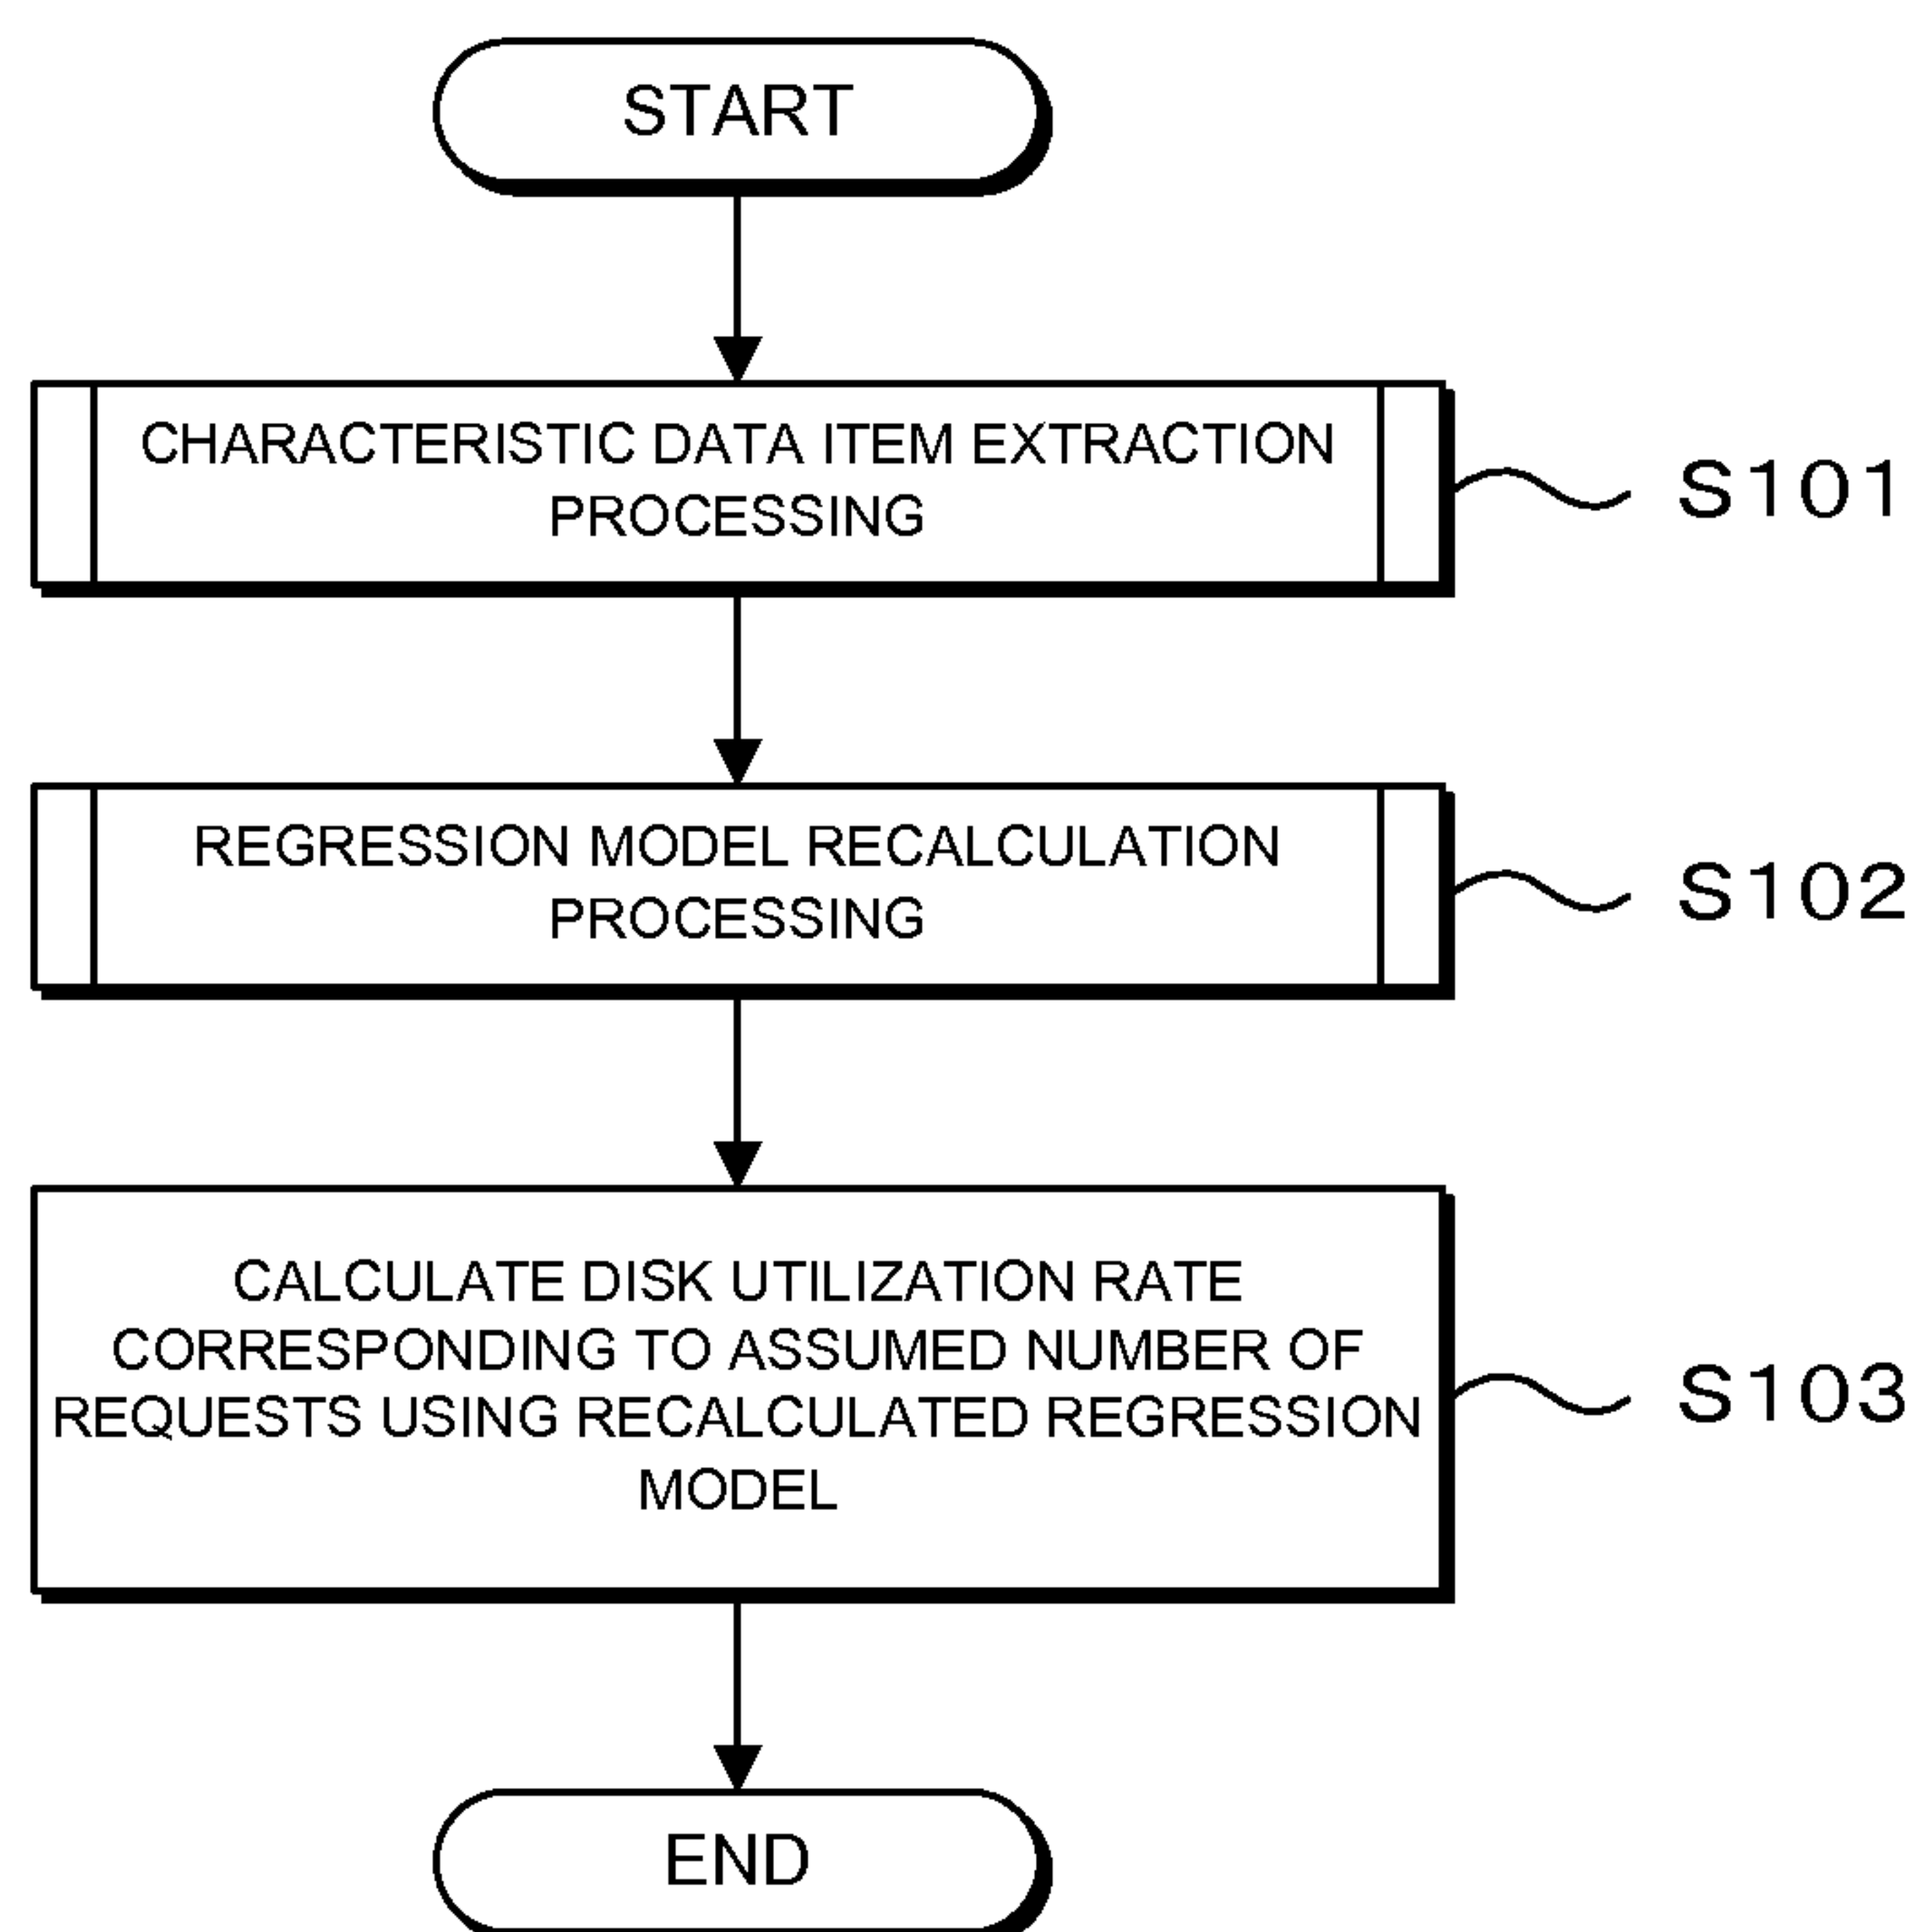 START
CHARACTERISTIC DATA ITEM EXTRACTION
PROCESSING
S101
REGRESSION MODEL RECALCULATION
PROCESSING
S102
CALCULATE DISK UTILIZATION RATE
CORRESPONDING TO ASSUMED NUMBER OF
REQUESTS USING RECALCULATED REGRESSION
MODEL
S103
END